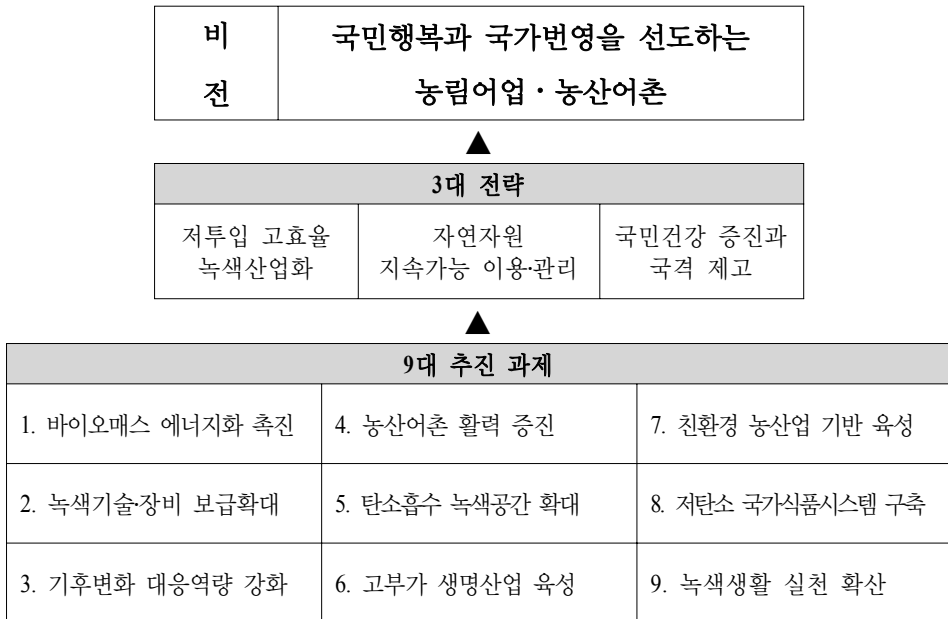 비전
국민행복과 국가번영을 선도하는
농림어업·농산어촌
▲
3대 전략
저투입 고효율
녹색산업화
자연자원
지속가능 이용·관리
국민건강 증진과
국격 제고
▲
9대 추진 과제
1. 바이오매스 에너지화 촉진
4. 농산어촌 활력 증진
7. 친환경 농산업 기반 육성
2. 녹색기술·장비 보급확대
5. 탄소흡수 녹색공간 확대
8. 저탄소 국가식품시스템 구축
3. 기후변화 대응역량 강화
6. 고부가 생명산업 육성
9. 녹색생활 실천 확산